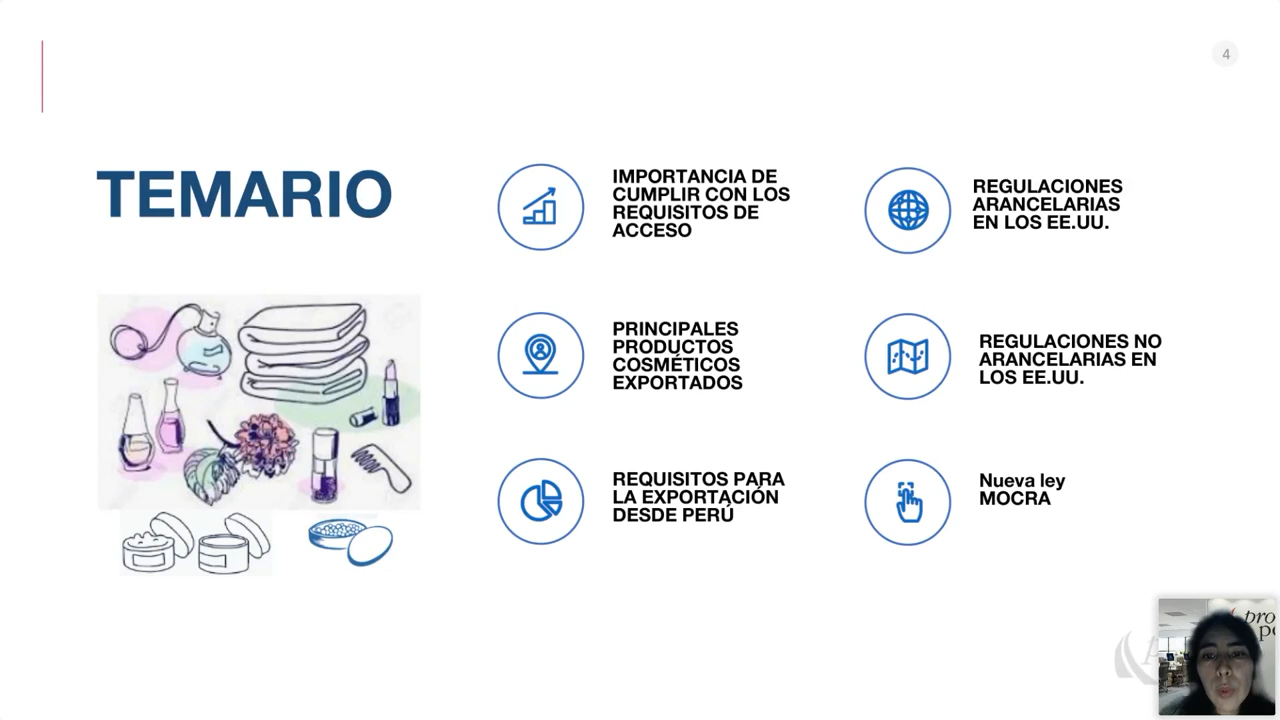 4
TEMARIO
IMPORTANCIA DE
CUMPLIR CON LOS
REQUISITOS DE
ACCESO
REGULACIONES
ARANCELARIAS
EN LOS EE.UU.
PRINCIPALES
PRODUCTOS
COSMÉTICOS
EXPORTADOS
REGULACIONES NO
ARANCELARIAS EN
LOS EE.UU.
REQUISITOS PARA
LA EXPORTACIÓN
DESDE PERÚ
Nueva ley
MOCRA